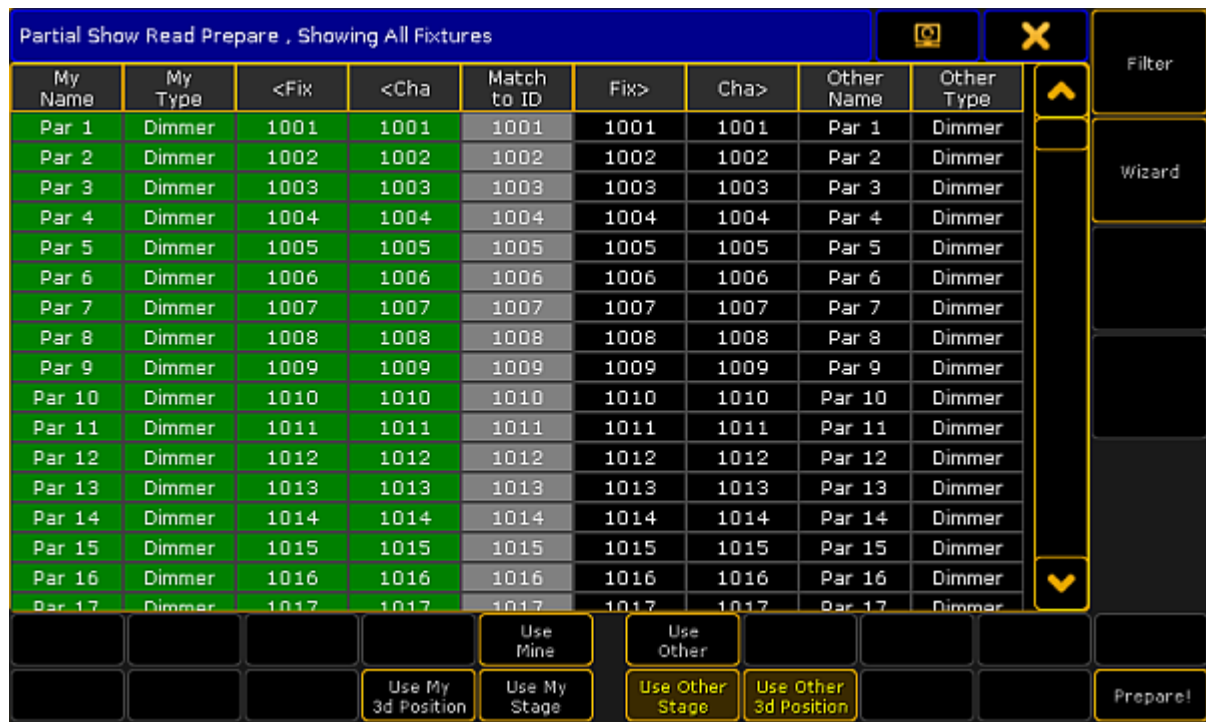 Partial Show Read Prepare , Showing All Fixtures
Filter
My Name My Type <Fix <Cha Match to ID Fix> Cha> Other Name Other Type
Par 1 Dimmer 1001 1001 1001 1001 1001 Par 1 Dimmer
Par 2 Dimmer 1002 1002 1002 1002 1002 Par 2 Dimmer
Wizard
Par 3 Dimmer 1003 1003 1003 1003 1003 Par 3 Dimmer
Par 4 Dimmer 1004 1004 1004 1004 1004 Par 4 Dimmer
Par 5 Dimmer 1005 1005 1005 1005 1005 Par 5 Dimmer
Par 6 Dimmer 1006 1006 1006 1006 1006 Par 6 Dimmer
Par 7 Dimmer 1007 1007 1007 1007 1007 Par 7 Dimmer
Par 8 Dimmer 1008 1008 1008 1008 1008 Par 8 Dimmer
Par 9 Dimmer 1009 1009 1009 1009 1009 Par 9 Dimmer
Par 10 Dimmer 1010 1010 1010 1010 1010 Par 10 Dimmer
Par 11 Dimmer 1011 1011 1011 1011 1011 Par 11 Dimmer
Par 12 Dimmer 1012 1012 1012 1012 1012 Par 12 Dimmer
Par 13 Dimmer 1013 1013 1013 1013 1013 Par 13 Dimmer
Par 14 Dimmer 1014 1014 1014 1014 1014 Par 14 Dimmer
Par 15 Dimmer 1015 1015 1015 1015 1015 Par 15 Dimmer
Par 16 Dimmer 1016 1016 1016 1016 1016 Par 16 Dimmer
Par 17 Dimmer 1017 1017 1017 1017 1017 Par 17 Dimmer
Use Mine Use Other
Use My 3d Position Use My Stage Use Other Stage Use Other 3d Position Prepare!